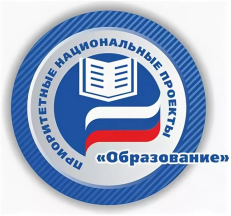 ПРИОРИТЕТНЫЕ НАЦИОНАЛЬНЫЕ ПРОЕКТЫ
«Образование»